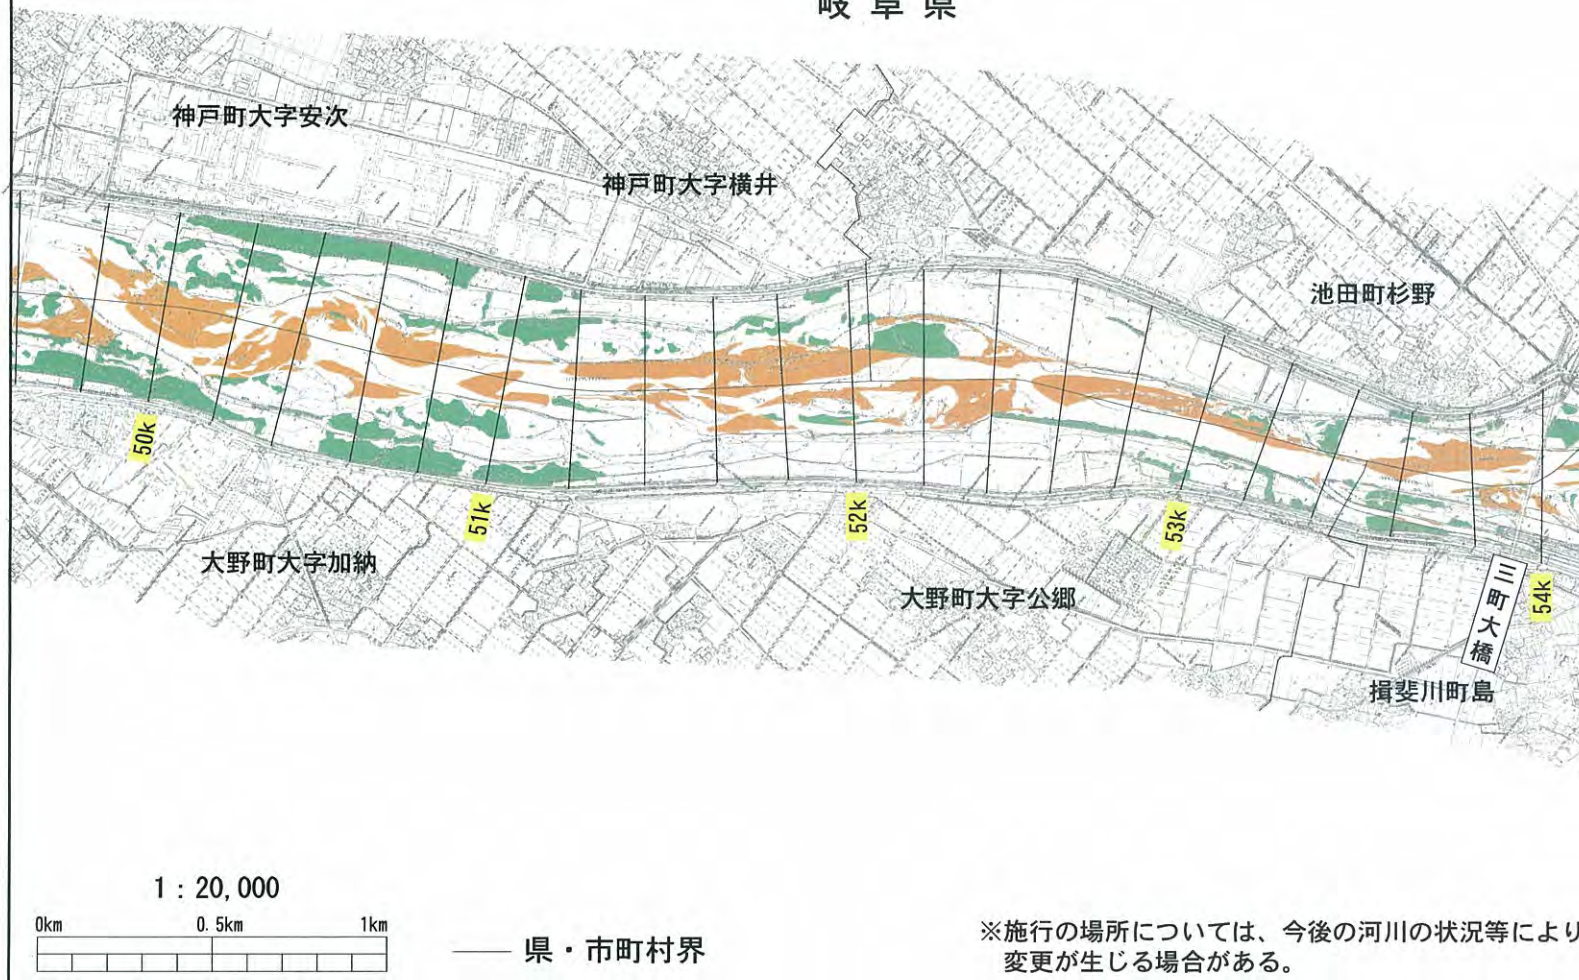 岐阜県
神戸町大字安次
神戸町大字横井
池田町杉野
50k
51k
52k
53k
54k
大野町大字加納
大野町大字公郷
三町大橋
揖斐川町島
1：20,000
0km 0.5km 1km
県・市町村界
※施行の場所については、今後の河川の状況等により
変更が生じる場合がある。